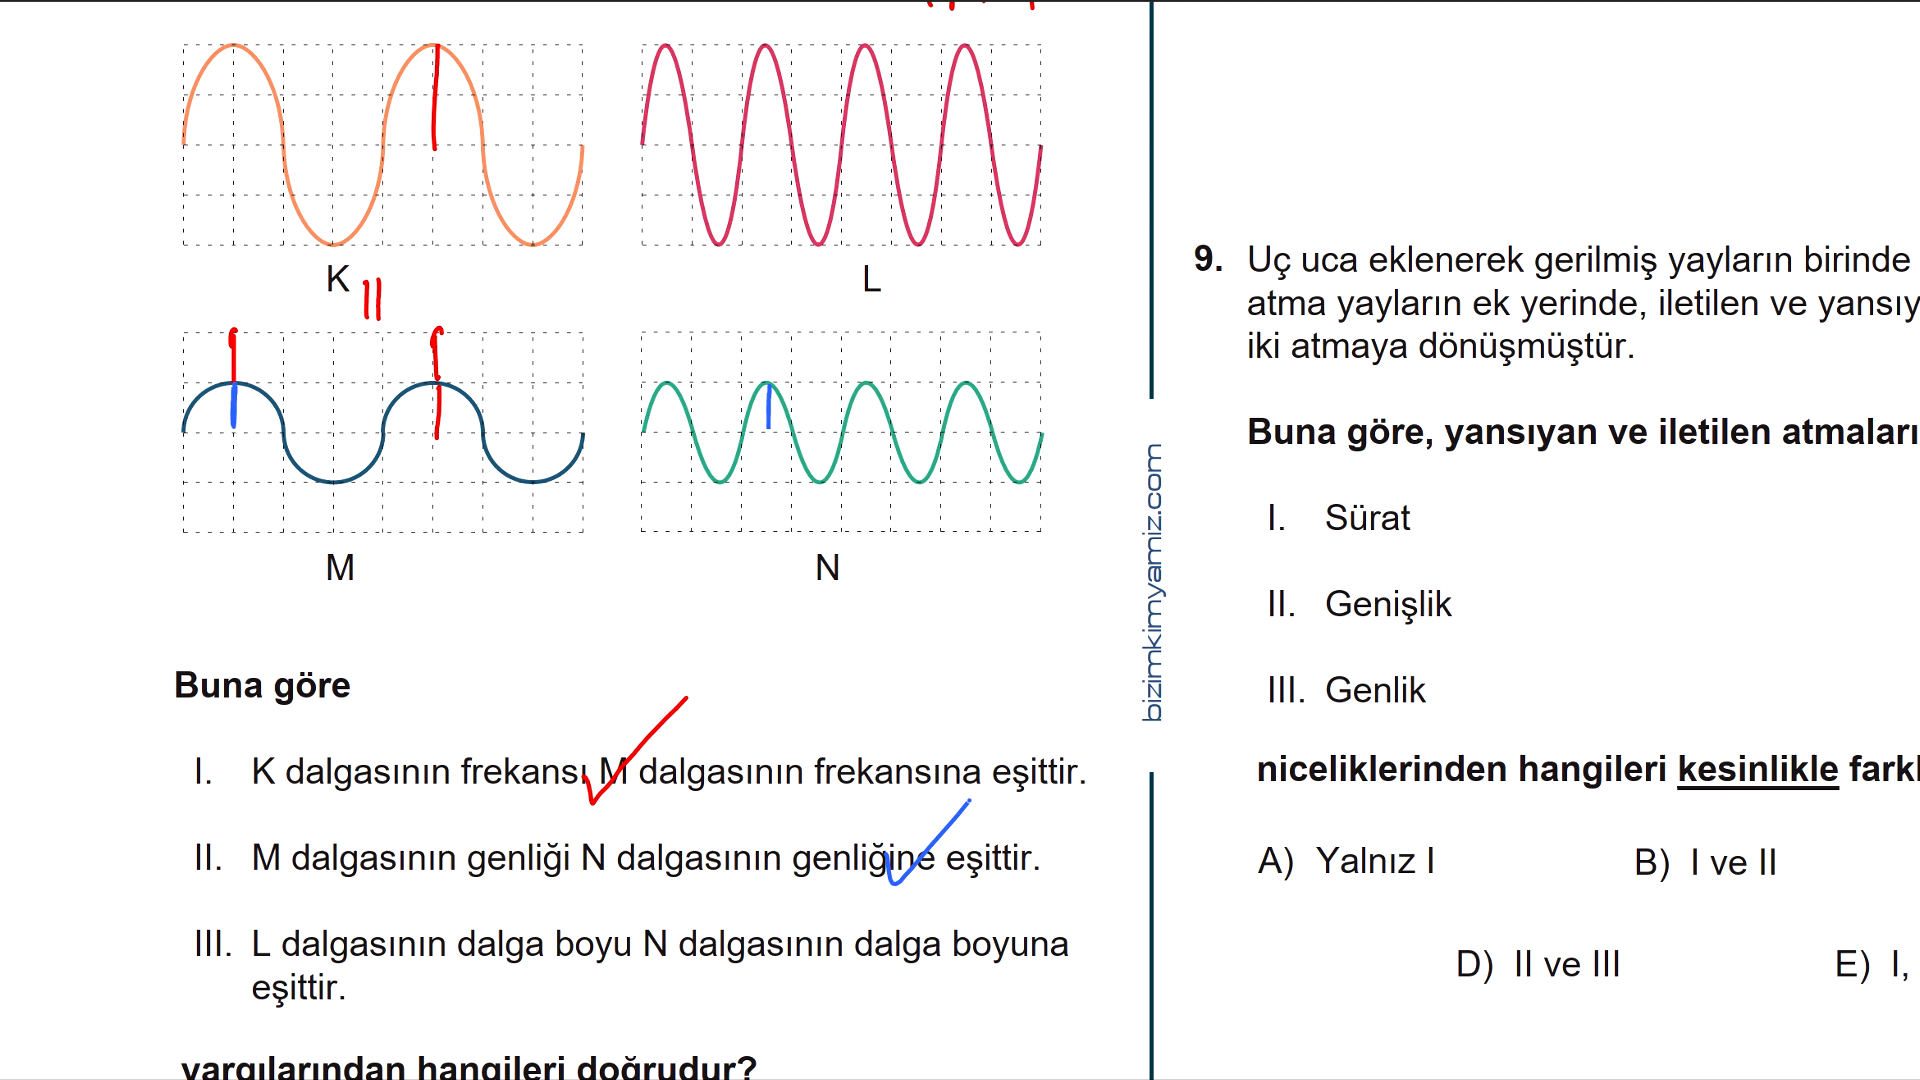 K
L
M
N
Buna göre
I. K dalgasının frekansı M dalgasının frekansına eşittir.
II. M dalgasının genliği N dalgasının genliğine eşittir.
III. L dalgasının dalga boyu N dalgasının dalga boyuna
eşittir.
yargılarından hangileri doğrudur?
bizimkimyamiz.com
9. Uç uca eklenerek gerilmiş yayların birinde
atma yayların ek yerinde, iletilen ve yansıy
iki atmaya dönüşmüştür.
Buna göre, yansıyan ve iletilen atmaları
I. Sürat
II. Genişlik
III. Genlik
niceliklerinden hangileri kesinlikle farkl
A) Yalnız I
B) I ve II
D) II ve III
E) I,